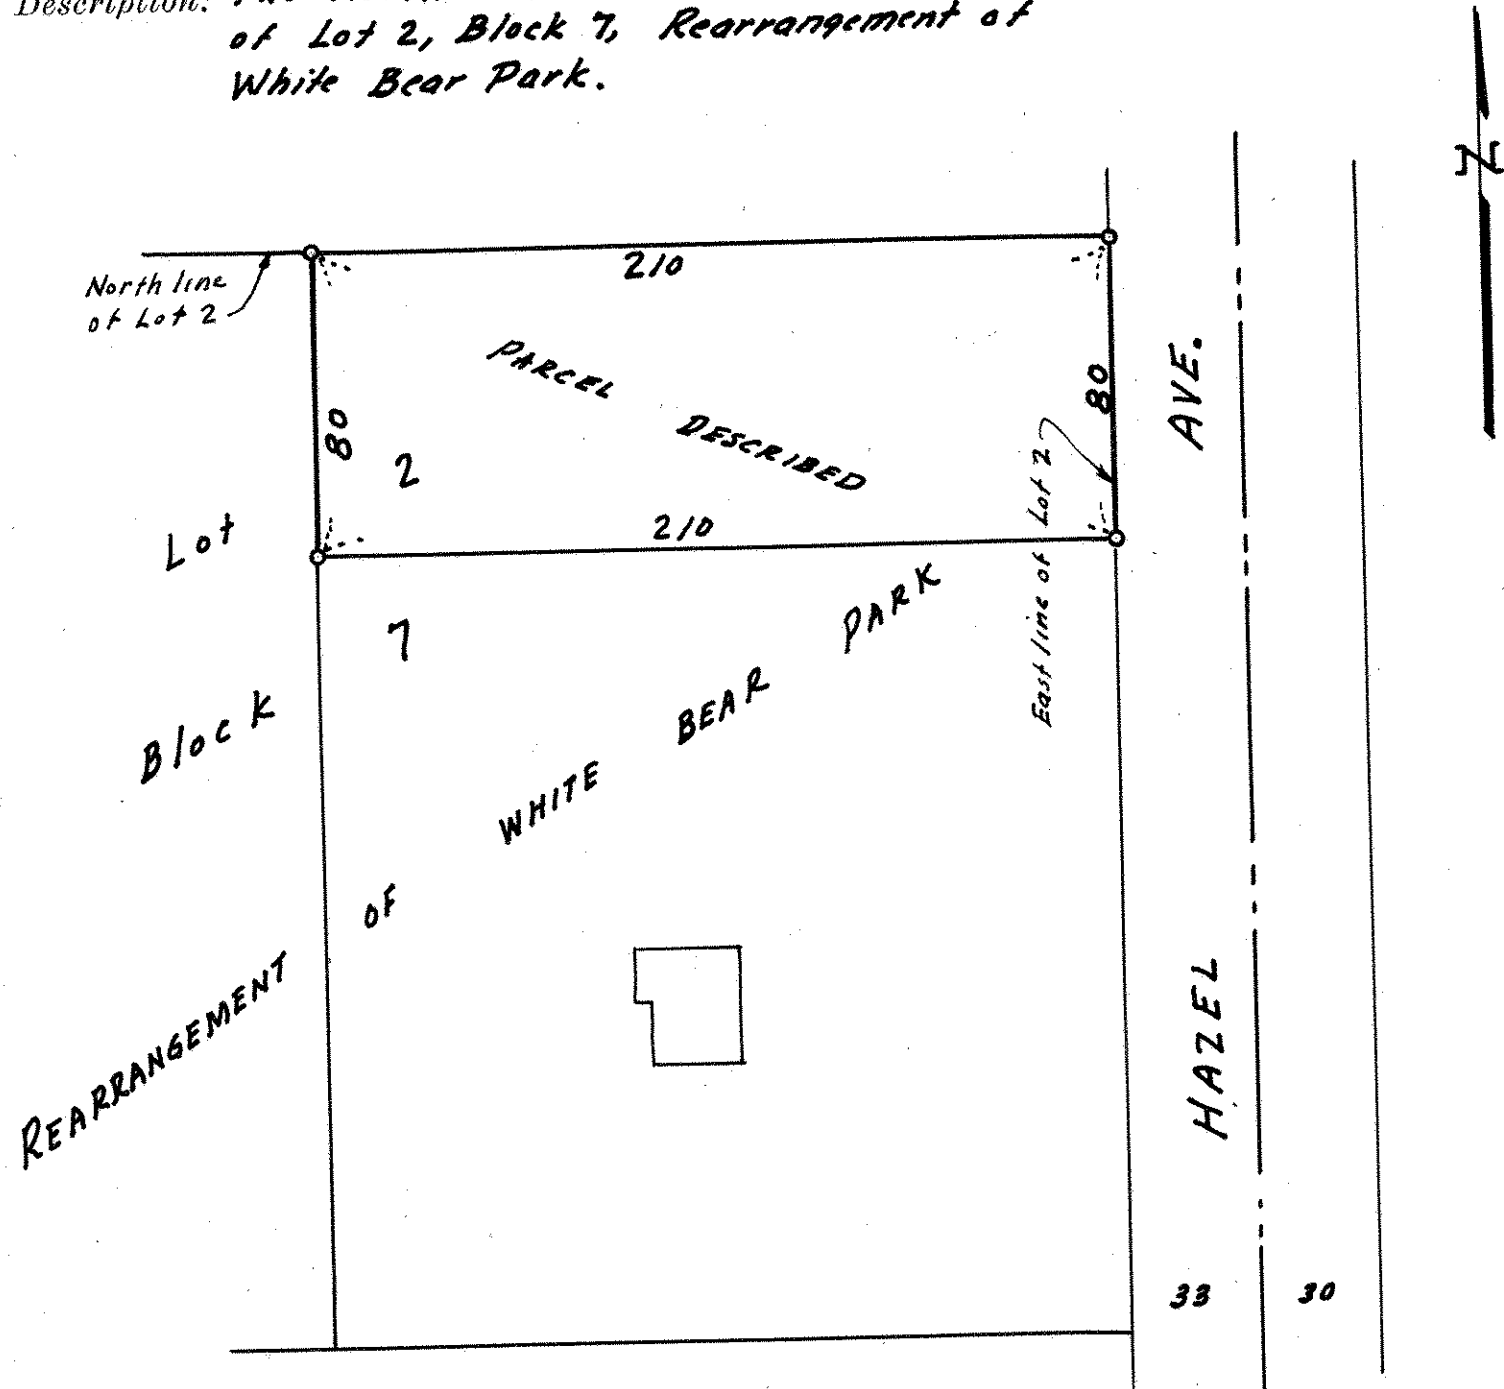 Description:
of Lot 2, Block 7, Rearrangement of
White Bear Park.
N
North line
of Lot 2
210
80
80
PARCEL DESCRIBED
AVE.
Lot 2
210
East line of Lot 2
Block 7
REARRANGEMENT OF WHITE BEAR PARK
HAZEL
33
30